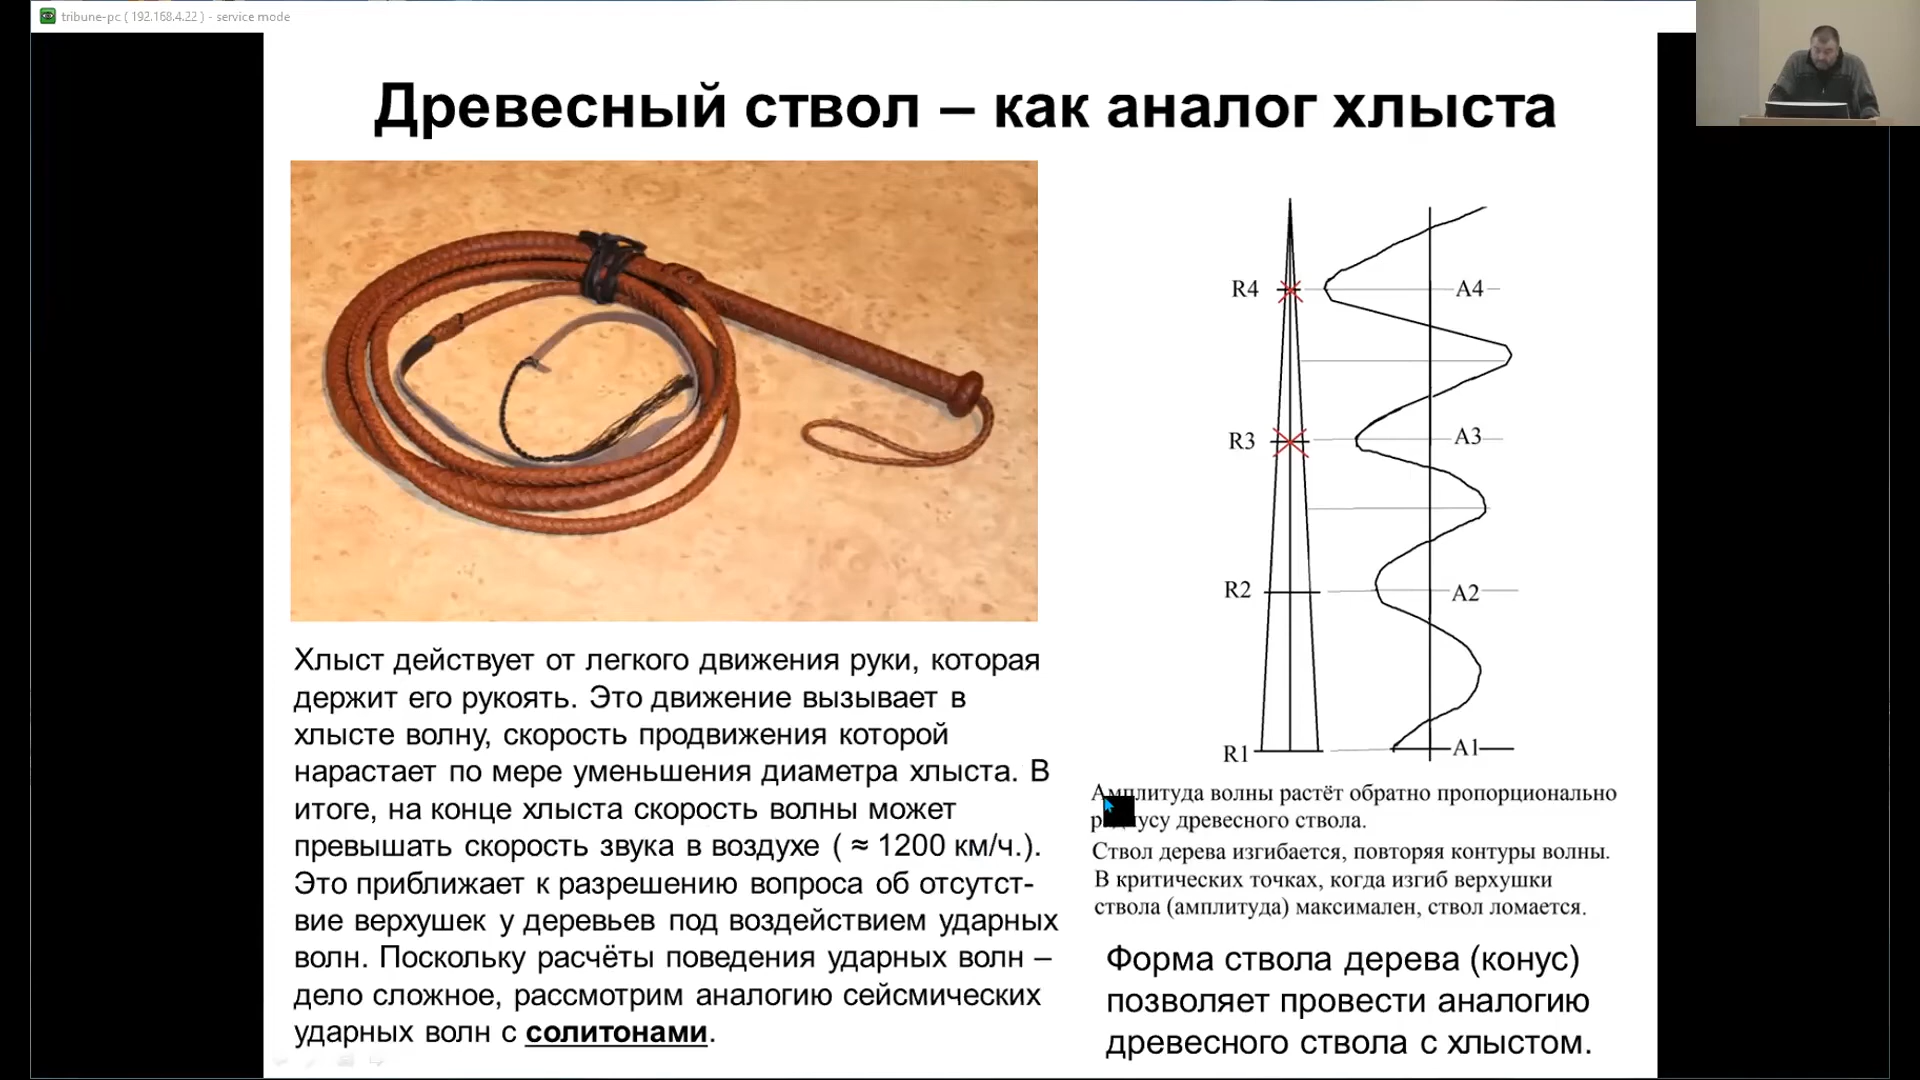 tribune-pc ( 192.168.4.22 ) - service mode
Древесный ствол – как аналог хлыста
Хлыст действует от легкого движения руки, которая
держит его рукоять. Это движение вызывает в
хлысте волну, скорость продвижения которой
нарастает по мере уменьшения диаметра хлыста. В
итоге, на конце хлыста скорость волны может
превышать скорость звука в воздухе ( ≈ 1200 км/ч.).
Это приближает к разрешению вопроса об отсутст-
вие верхушек у деревьев под воздействием ударных
волн. Поскольку расчёты поведения ударных волн –
дело сложное, рассмотрим аналогию сейсмических
ударных волн с солитонами.
R4
A4
R3
A3
R2
A2
R1
A1
Амплитуда волны растёт обратно пропорционально
древесного ствола.
Ствол дерева изгибается, повторяя контуры волны.
В критических точках, когда изгиб верхушки
ствола (амплитуда) максимален, ствол ломается.
Форма ствола дерева (конус)
позволяет провести аналогию
древесного ствола с хлыстом.